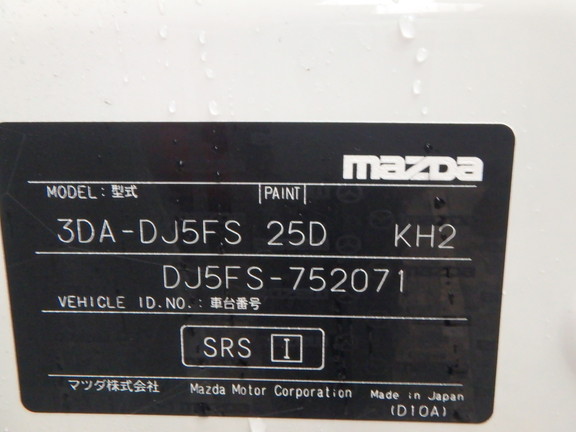 mazda
MODEL: 型式 PAINT
3DA-DJ5FS 25D KH2
DJ5FS-752071
VEHICLE ID.NO.: 車台番号
SRS I
マツダ株式会社 Mazda Motor Corporation Made in Japan
(D10A)